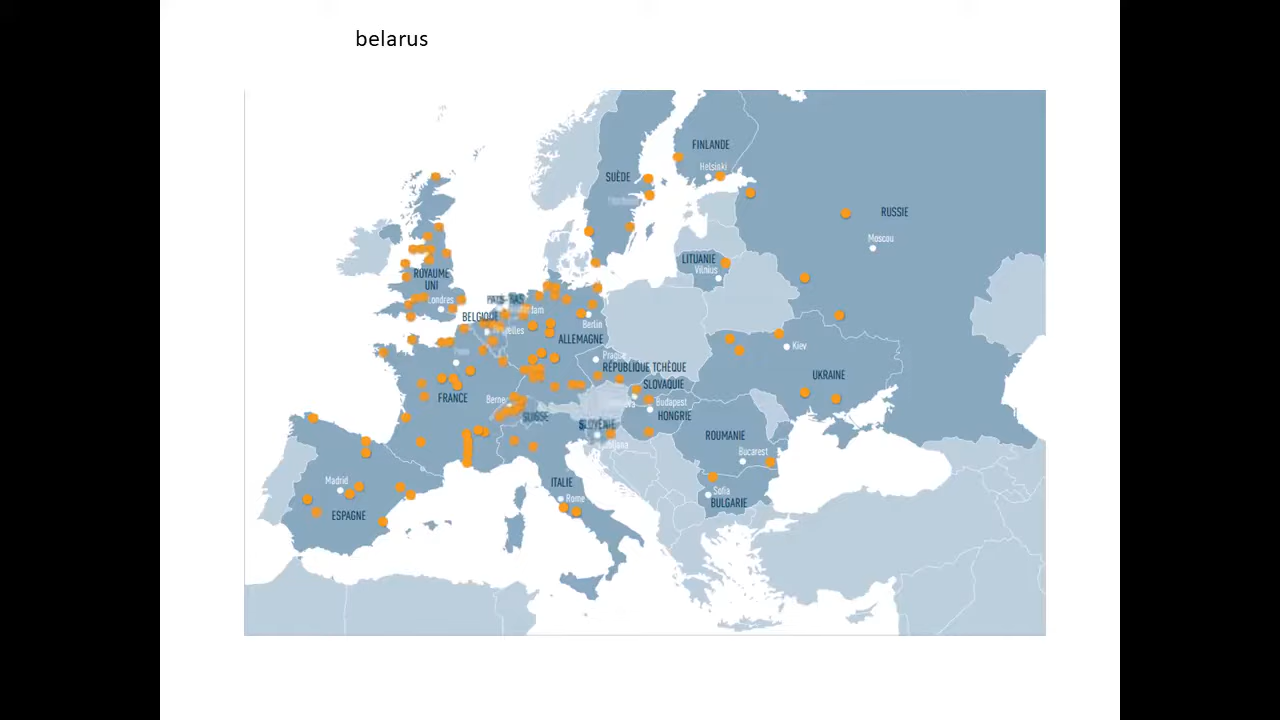 belarus
FINLANDE
Helsinki
SUÈDE
RUSSIE
Moscou
LITUANIE
Vilnius
ROYAUME
UNI
Londres
PAYS-BAS
BELGIQUE
Berlin
ALLEMAGNE
Kiev
Prague
RÉPUBLIQUE TCHÈQUE
UKRAINE
SLOVAQUIE
FRANCE
Berne
Budapest
SUISSE
HONGRIE
SLOVÉNIE
ROUMANIE
Bucarest
Madrid
ITALIE
Rome
Sofia
BULGARIE
ESPAGNE